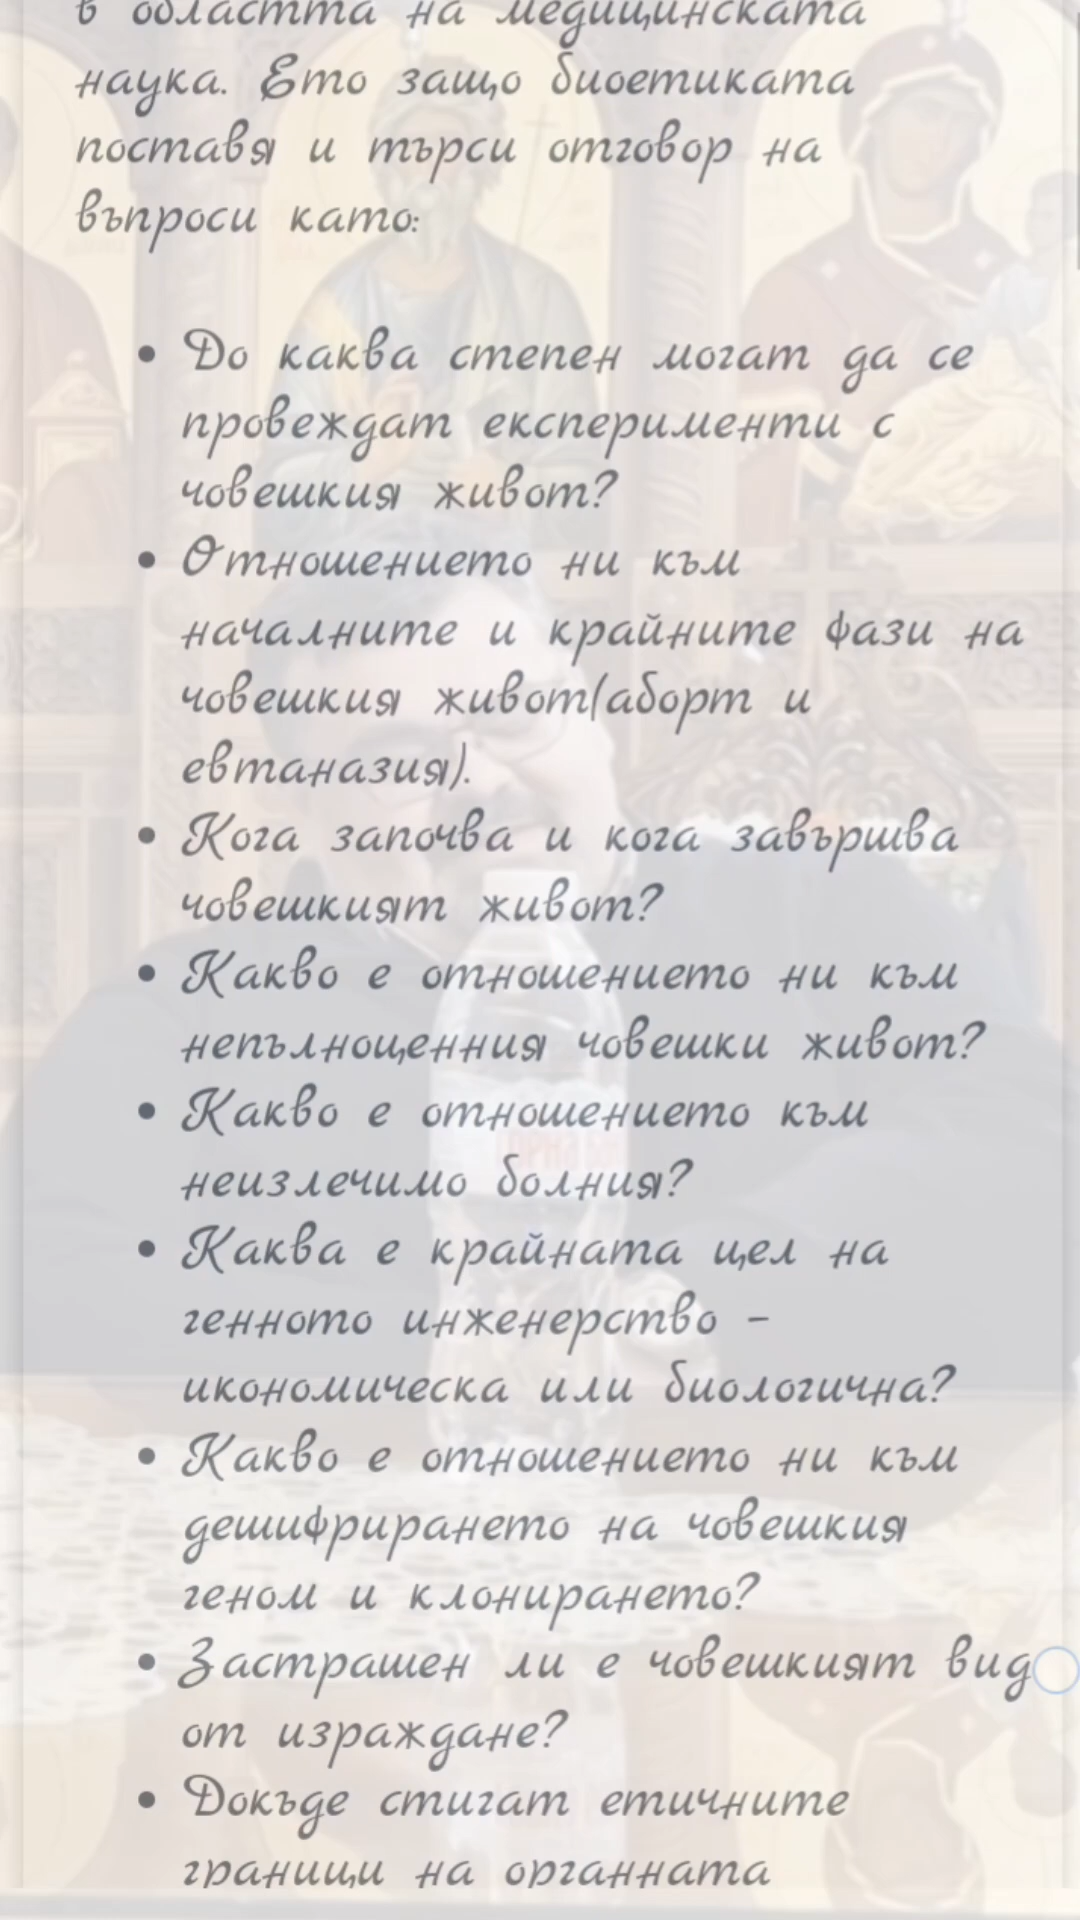 в областта на медицинската
наука. Ето защо биоетиката
поставя и търси отговор на
въпроси като:
• До каква степен могат да се
провеждат експерименти с
човешкия живот?
• Отношението ни към
началните и крайните фази на
човешкия живот(аборт и
евтаназия).
• Кога започва и кога завършва
човешкият живот?
• Какво е отношението ни към
непълноценния човешки живот?
• Какво е отношението към
неизлечимо болния?
• Каква е крайната цел на
генното инженерство –
икономическа или биологична?
• Какво е отношението ни към
дешифрирането на човешкия
геном и клонирането?
• Застрашен ли е човешкият вид
от израждане?
• Докъде стигат етичните
граници на органната